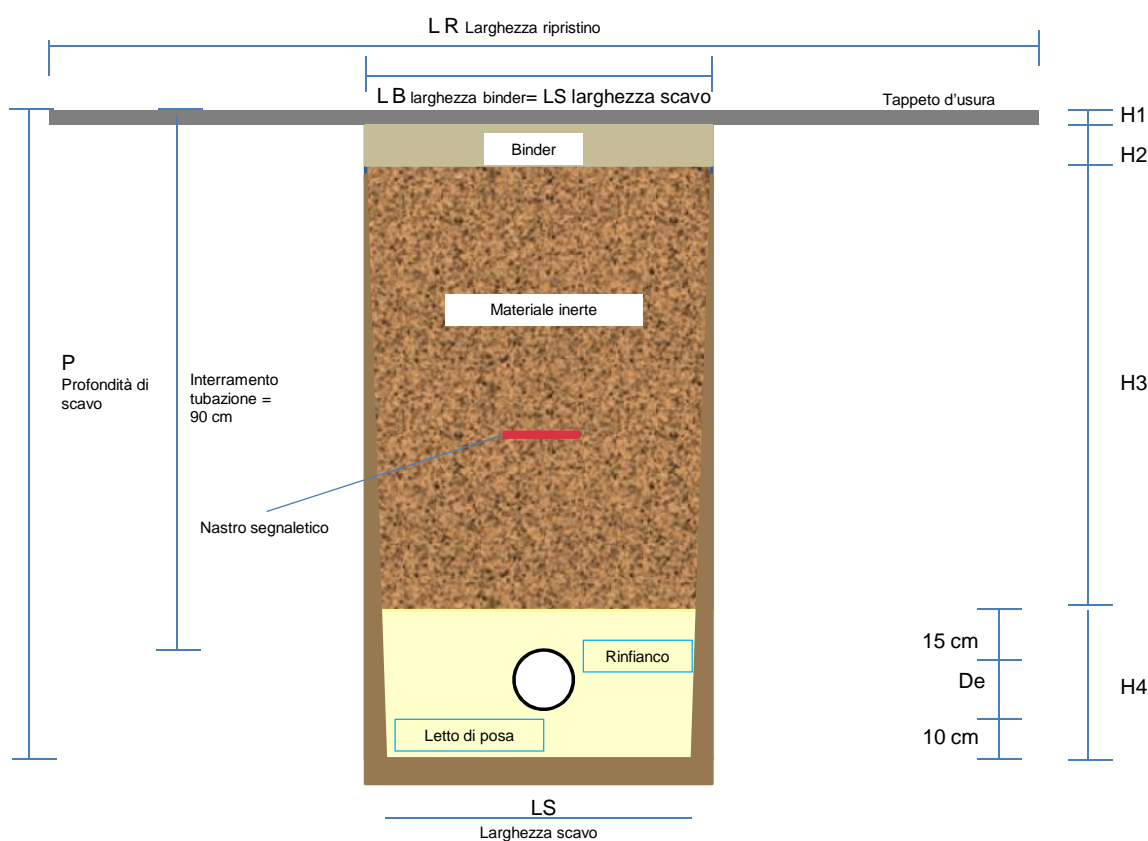 L R Larghezza ripristino
L B larghezza binder= LS larghezza scavo
Tappeto d'usura
H1
Binder
H2
Materiale inerte
P
Profondità di
scavo
Interramento
tubazione =
90 cm
H3
Nastro segnaletico
15 cm
Rinfianco
De
H4
Letto di posa
10 cm
LS
Larghezza scavo